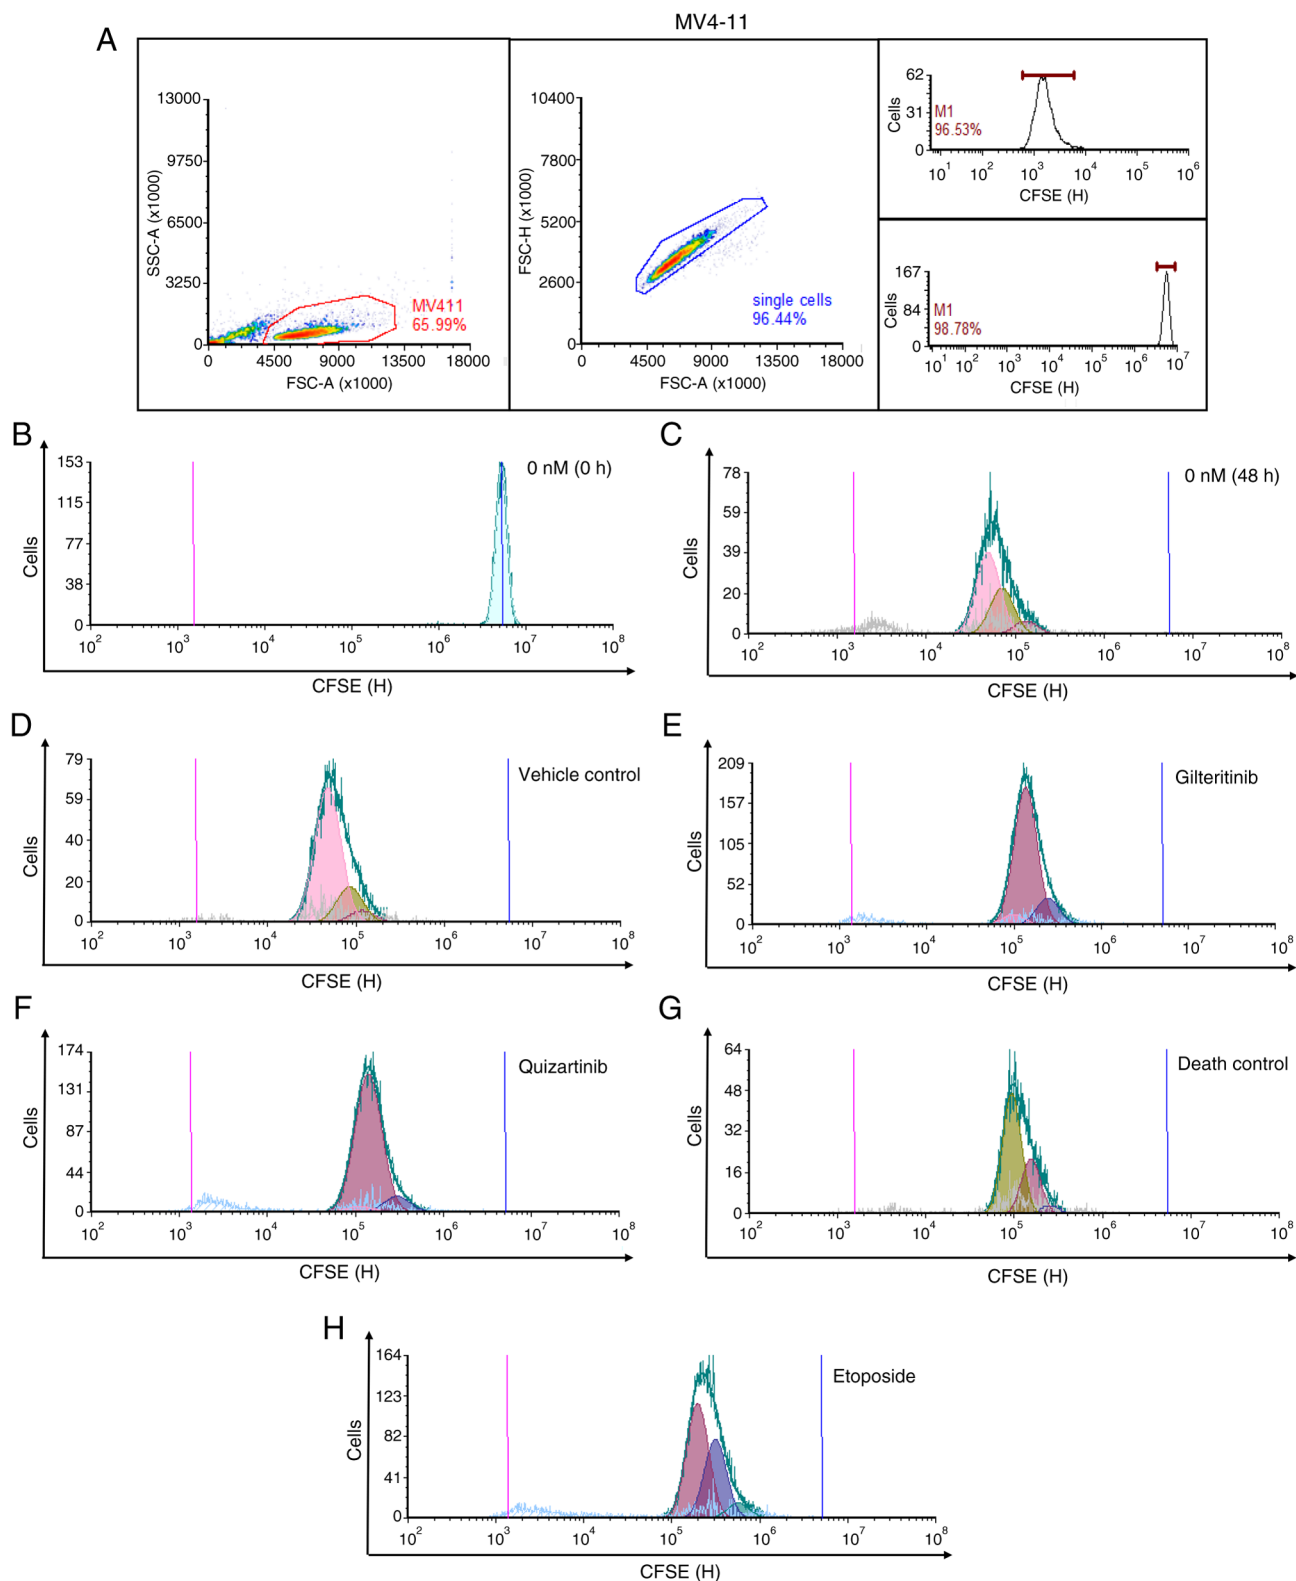 MV4-11
A
13000
9750
6500
3250
0
SSC-A (x1000)
0 4500 9000 13500 18000
FSC-A (x1000)
MV411
65.99%
10400
7800
5200
2600
0
FSC-H (x1000)
0 4500 9000 13500 18000
FSC-A (x1000)
single cells
96.44%
62
31
0
Cells
M1
96.53%
10^1 10^2 10^3 10^4 10^5 10^6
CFSE (H)
167
84
0
Cells
M1
98.78%
10^1 10^2 10^3 10^4 10^5 10^6 10^7
CFSE (H)
B
153
115
77
38
0
Cells
0 nM (0 h)
10^2 10^3 10^4 10^5 10^6 10^7 10^8
CFSE (H)
C
78
59
39
20
0
Cells
0 nM (48 h)
10^2 10^3 10^4 10^5 10^6 10^7 10^8
CFSE (H)
D
79
59
40
20
0
Cells
Vehicle control
10^2 10^3 10^4 10^5 10^6 10^7 10^8
CFSE (H)
E
209
157
105
52
0
Cells
Gilteritinib
10^2 10^3 10^4 10^5 10^6 10^7 10^8
CFSE (H)
F
174
131
87
44
0
Cells
Quizartinib
10^2 10^3 10^4 10^5 10^6 10^7 10^8
CFSE (H)
G
64
48
32
16
0
Cells
Death control
10^2 10^3 10^4 10^5 10^6 10^7 10^8
CFSE (H)
H
164
123
82
41
0
Cells
Etoposide
10^2 10^3 10^4 10^5 10^6 10^7 10^8
CFSE (H)